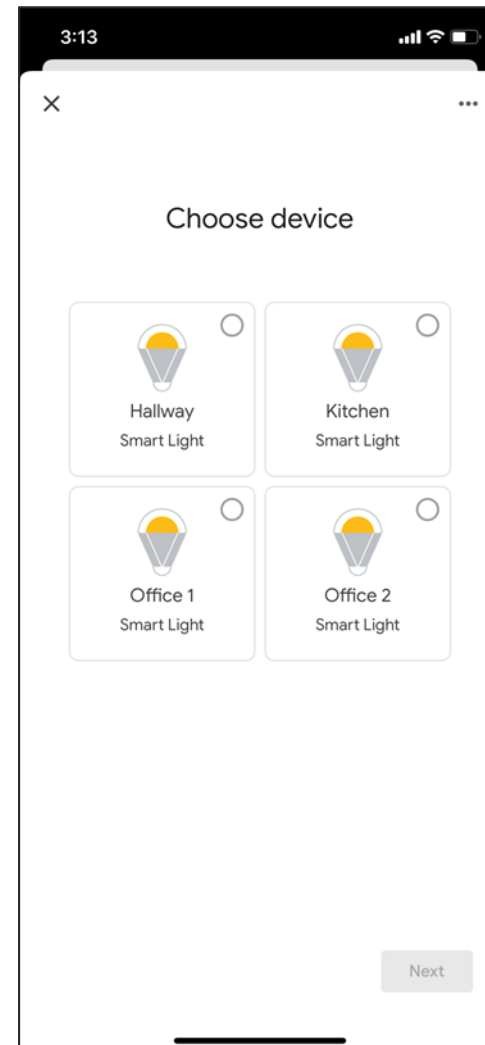 3:13
Choose device
Hallway
Smart Light
Kitchen
Smart Light
Office 1
Smart Light
Office 2
Smart Light
Next